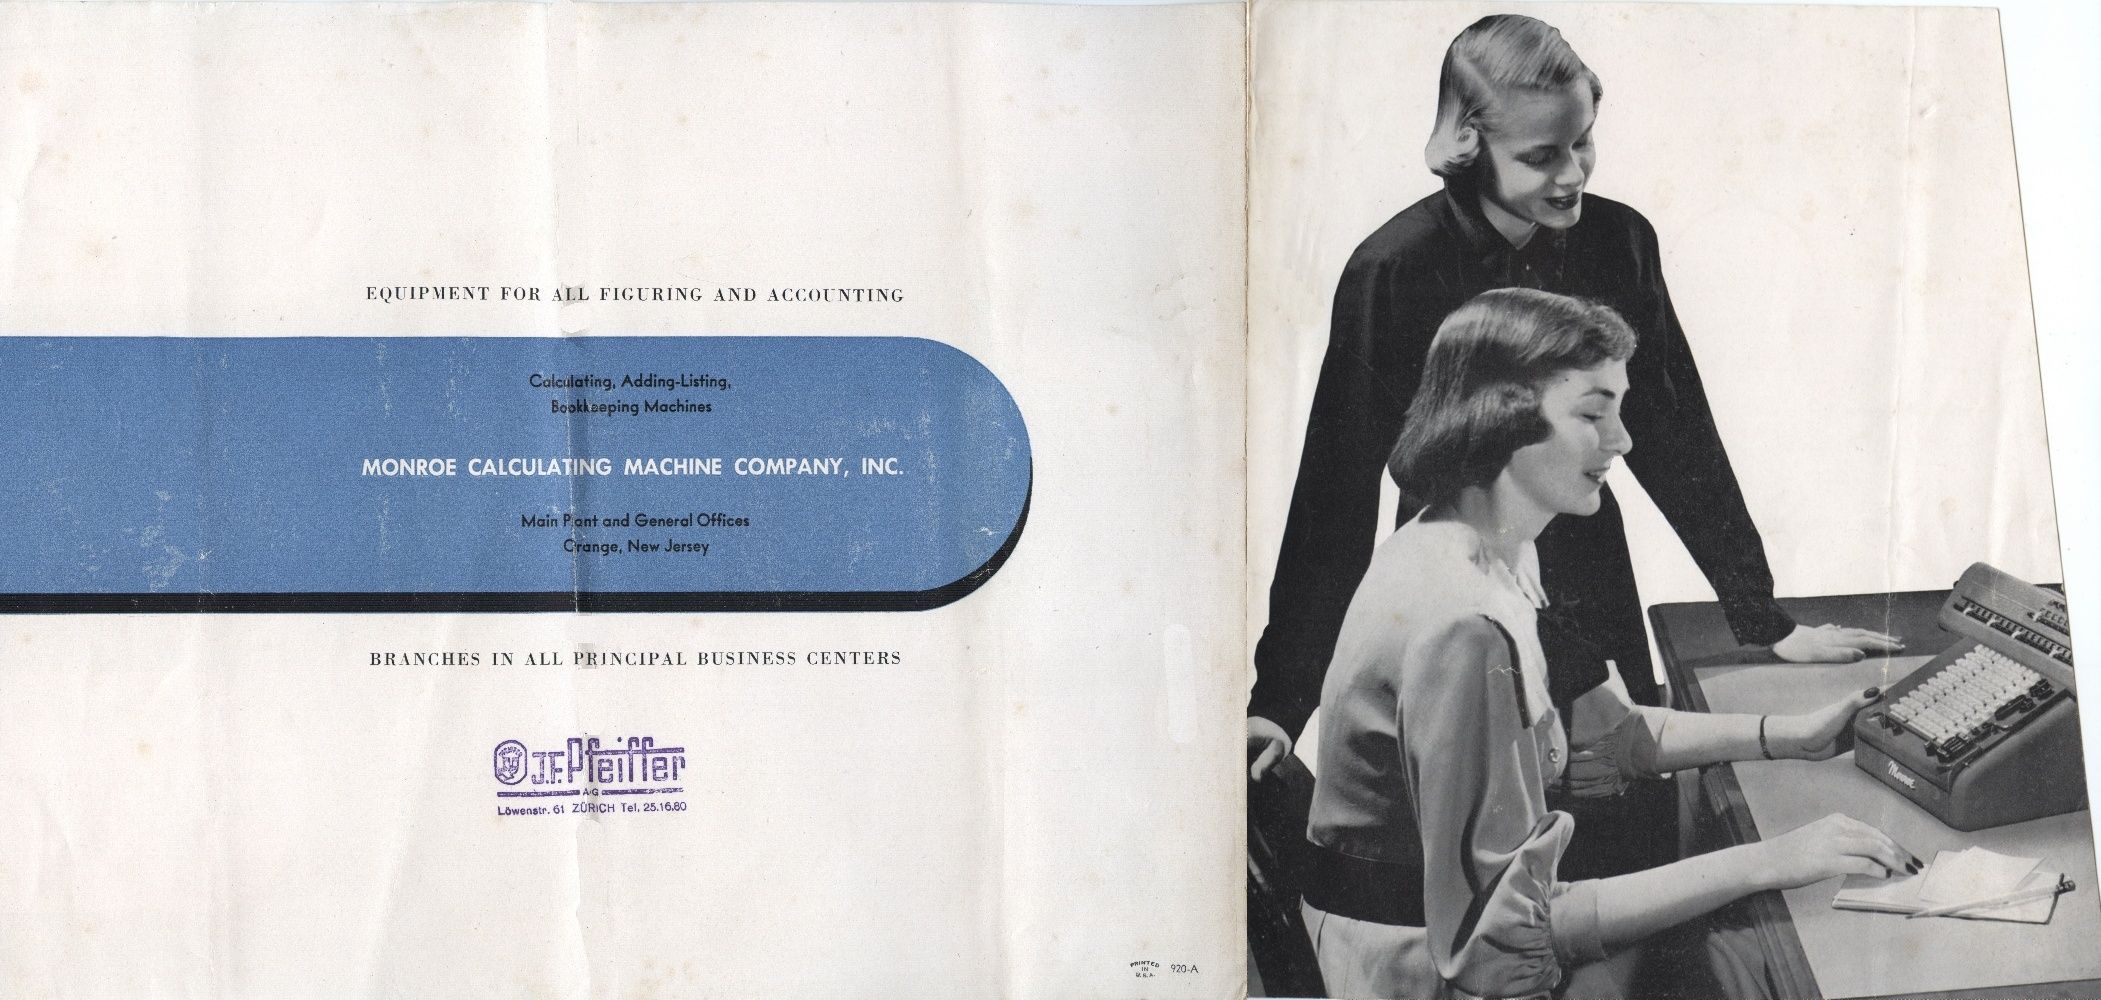 EQUIPMENT FOR ALL FIGURING AND ACCOUNTING
Calculating, Adding-Listing,
Bookkeeping Machines
MONROE CALCULATING MACHINE COMPANY, INC.
Main Plant and General Offices
Orange, New Jersey
BRANCHES IN ALL PRINCIPAL BUSINESS CENTERS
J.F. Pfeiffer
AG
Löwenstr. 61 ZÜRICH Tel. 25.16.80
PRINTED
IN
U.S.A.
920-A
Monroe